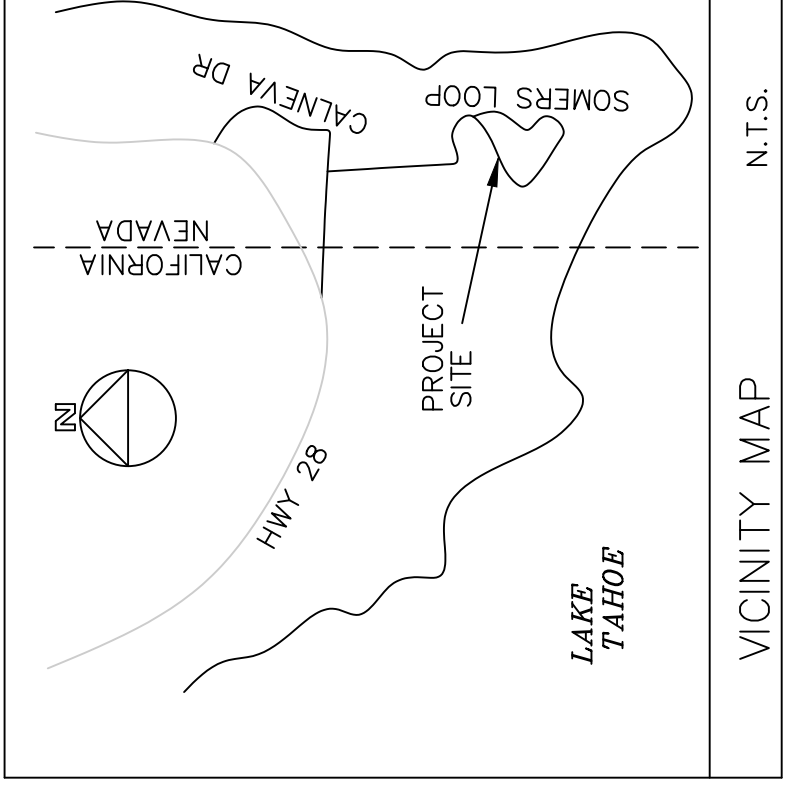 N
CALNEVA DR
SOMERS LOOP
NEVADA
CALIFORNIA
PROJECT
SITE
HWY 28
LAKE
TAHOE
VICINITY MAP
N.T.S.